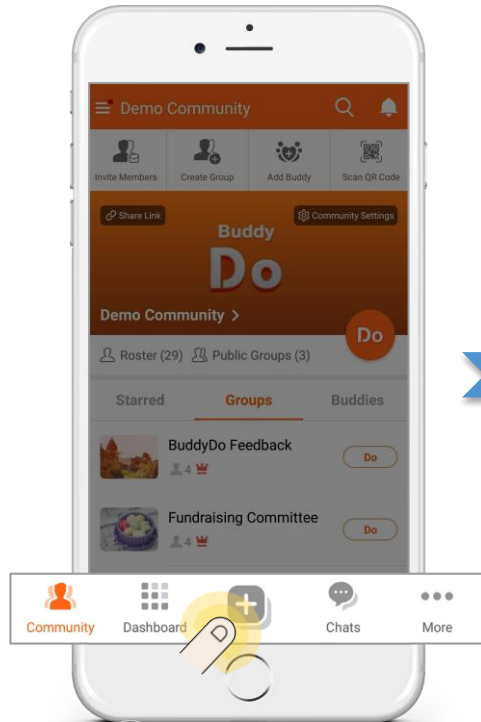 Demo Community
Invite Members
Create Group
Add Buddy
Scan QR Code
Share Link
Community Settings
Buddy
Do
Demo Community >
Do
Roster (29)
Public Groups (3)
Starred
Groups
Buddies
BuddyDo Feedback
4
Do
Fundraising Committee
4
Do
Community
Dashboard
Chats
More